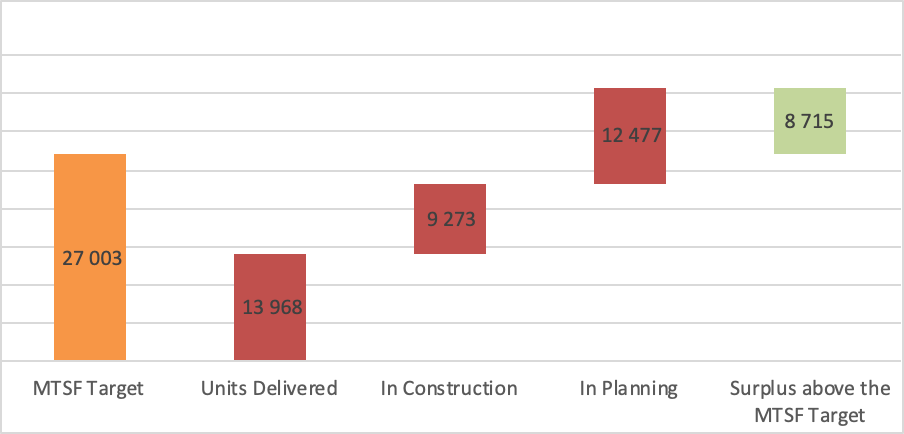 8 715
12 477
9 273
27 003
13 968
MTSF Target
Units Delivered
In Construction
In Planning
Surplus above the
MTSF Target